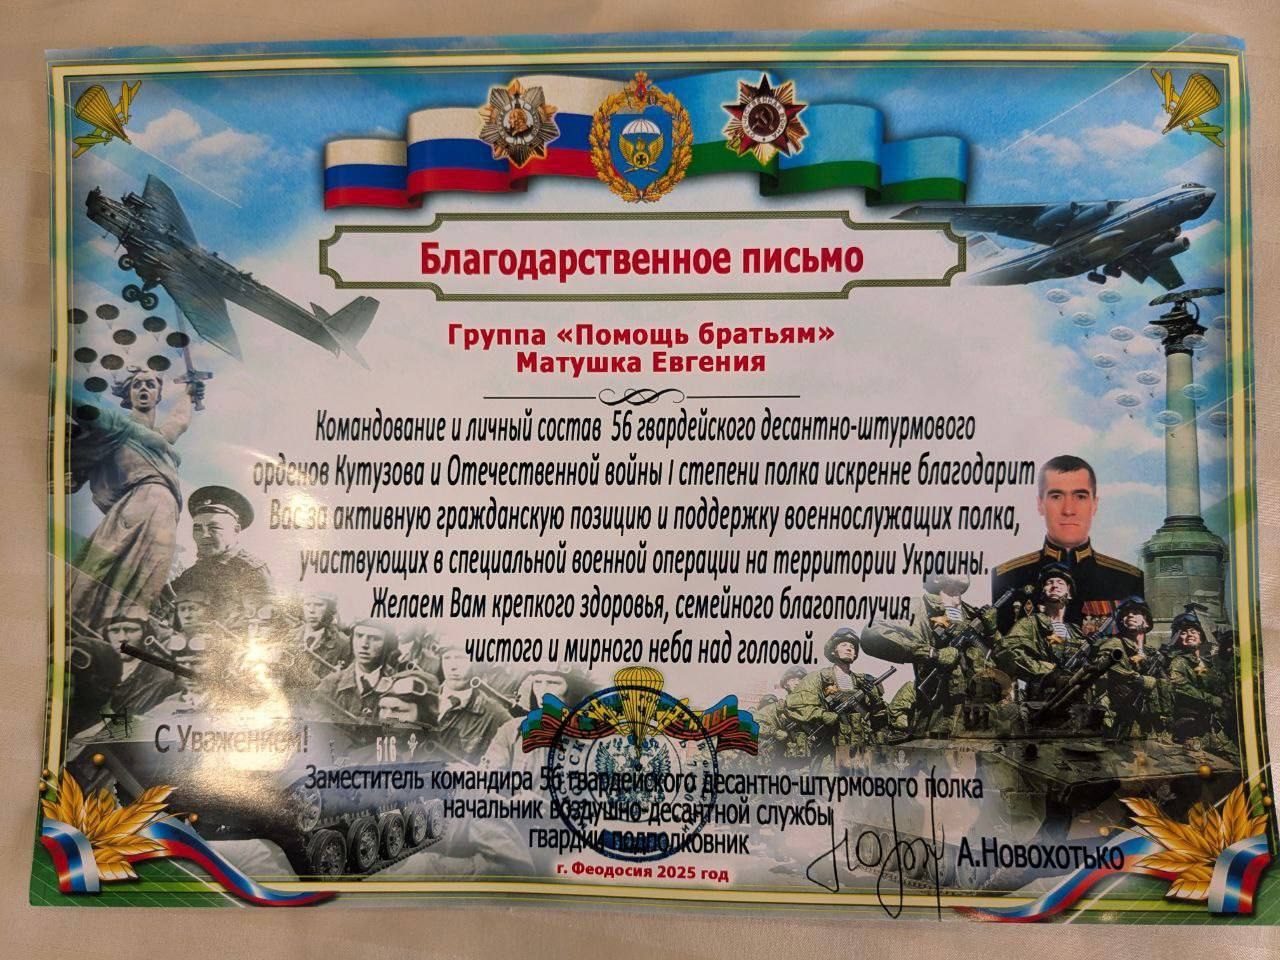 Благодарственное письмо
Группа «Помощь братьям»
Матушка Евгения
Командование и личный состав 56 гвардейского десантно-штурмового
орденов Кутузова и Отечественной войны I степени полка искренне благодарит
Вас за активную гражданскую позицию и поддержку военнослужащих полка,
участвующих в специальной военной операции на территории Украины.
Желаем Вам крепкого здоровья, семейного благополучия,
чистого и мирного неба над головой.
С Уважением!
516
Заместитель командира 56 гвардейского десантно-штурмового полка
начальник воздушно-десантной службы
гвардии подполковник
А.Новохотько
г. Феодосия 2025 год